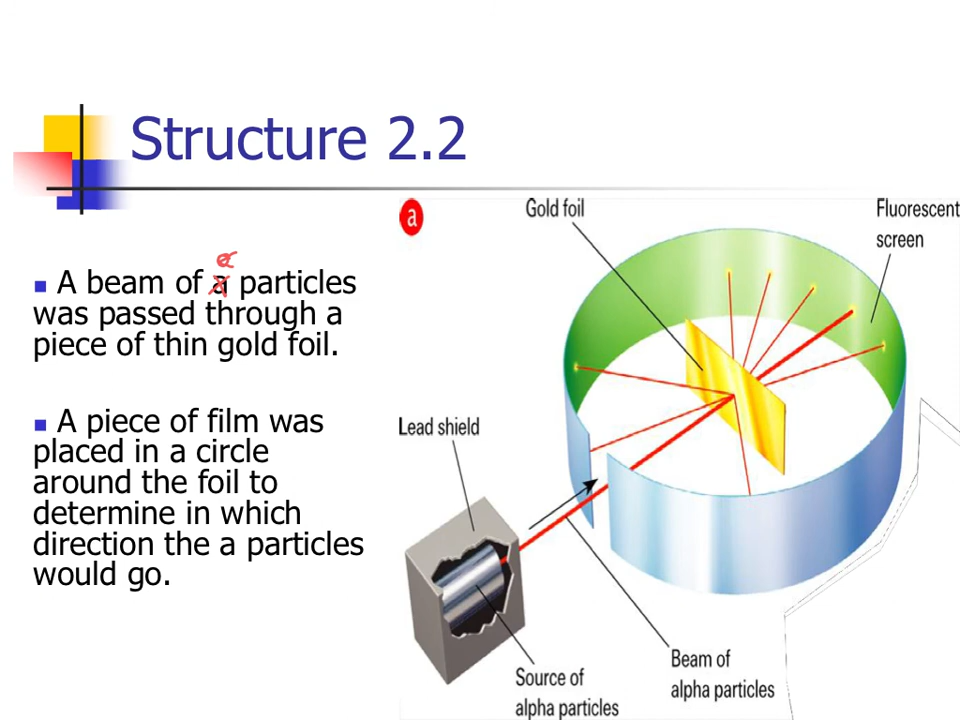 Structure 2.2
A beam of a particles
was passed through a
piece of thin gold foil.
A piece of film was
placed in a circle
around the foil to
determine in which
direction the a particles
would go.
a
Gold foil
Fluorescent
screen
Lead shield
Source of
alpha particles
Beam of
alpha particles
α